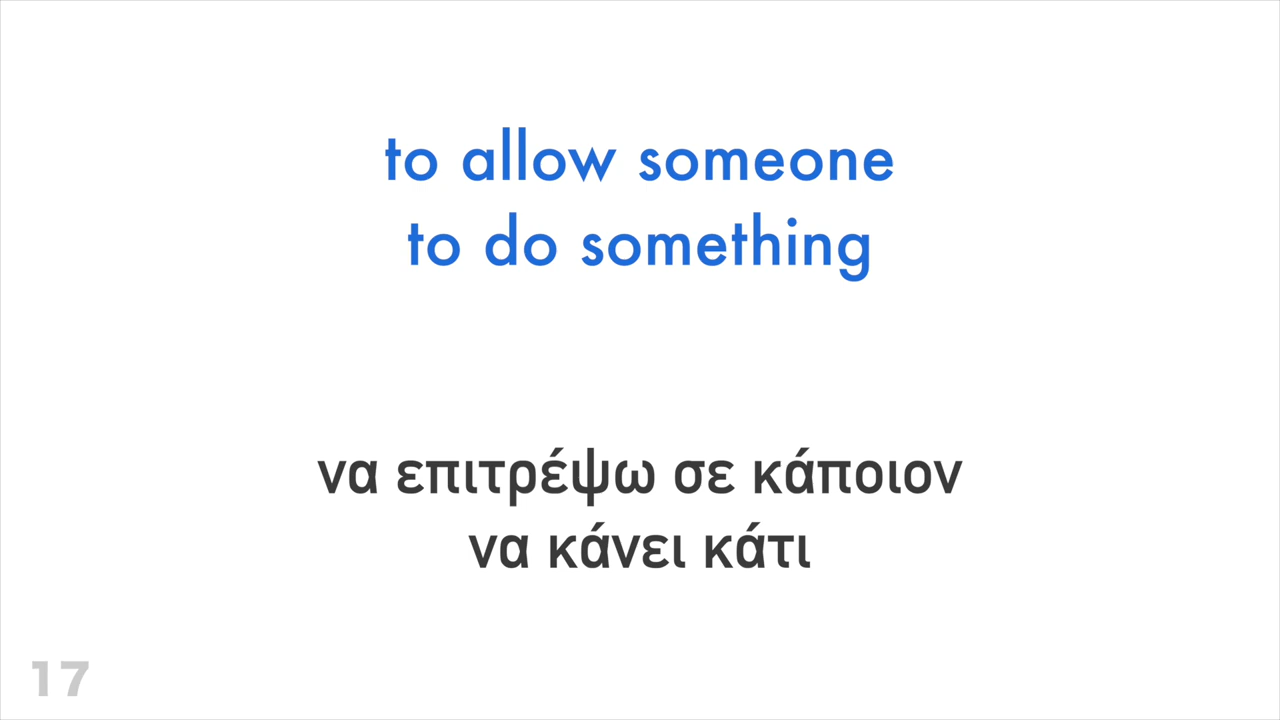 to allow someone
to do something
να επιτρέψω σε κάποιον
να κάνει κάτι
17